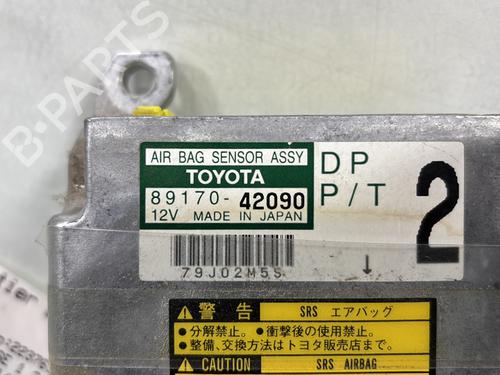 B-PARTS
AIR BAG SENSOR ASSY
TOYOTA
89170-42090
12V MADE IN JAPAN
DP
P/T
2
79J02M5S
↓
警告 SRS エアバッグ
●分解禁止。●衝撃後の使用禁止。
●整備、交換方法はトヨタ販売店まで。
CAUTION SRS AIRBAG